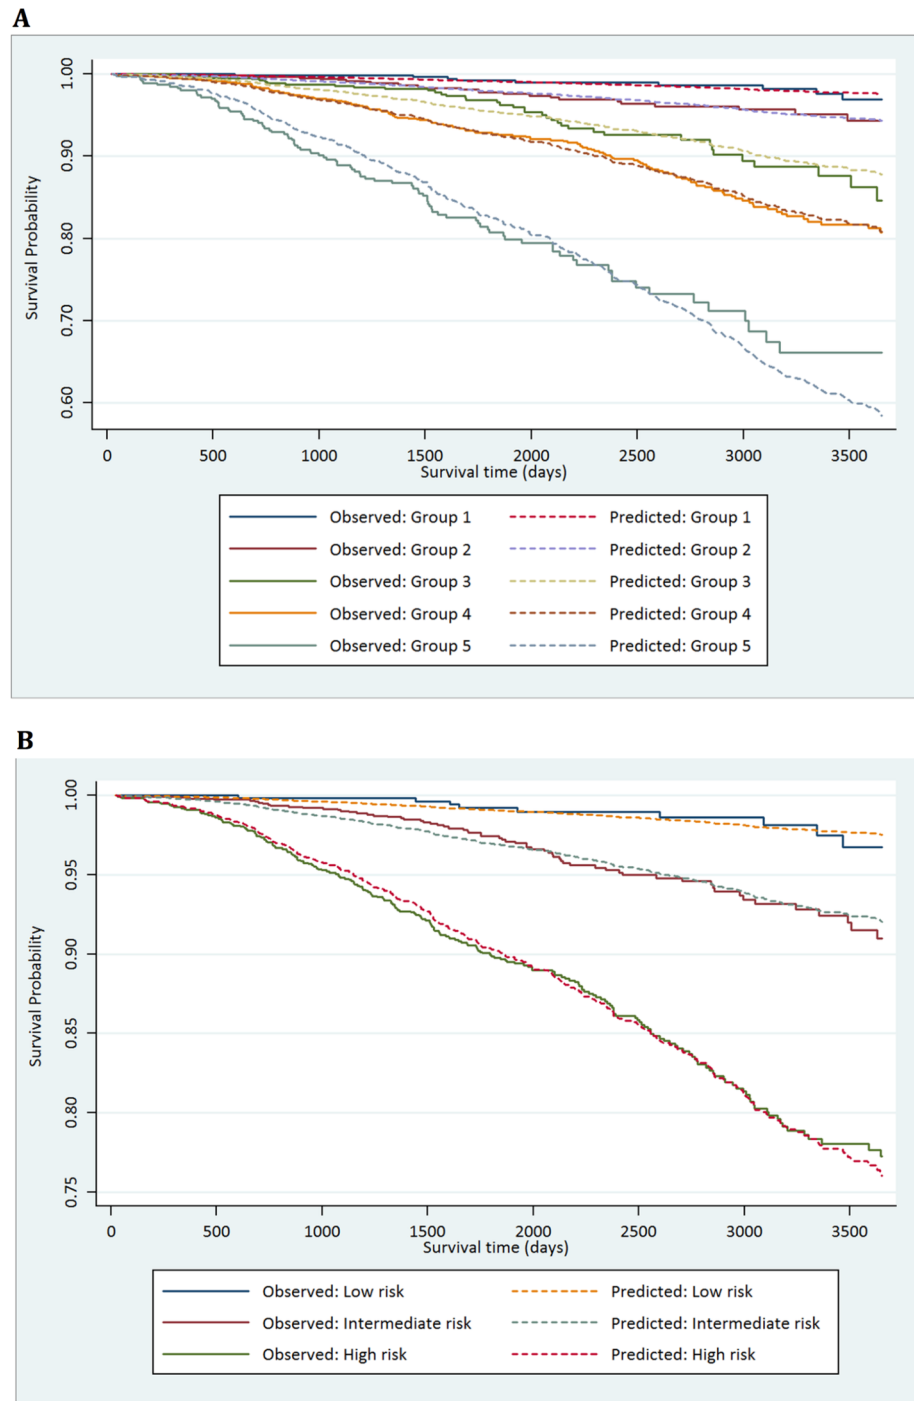 A
1.00
0.90
0.80
0.70
0.60
Survival Probability
0 500 1000 1500 2000 2500 3000 3500
Survival time (days)
Observed: Group 1 Predicted: Group 1
Observed: Group 2 Predicted: Group 2
Observed: Group 3 Predicted: Group 3
Observed: Group 4 Predicted: Group 4
Observed: Group 5 Predicted: Group 5
B
1.00
0.95
0.90
0.85
0.80
0.75
Survival Probability
0 500 1000 1500 2000 2500 3000 3500
Survival time (days)
Observed: Low risk Predicted: Low risk
Observed: Intermediate risk Predicted: Intermediate risk
Observed: High risk Predicted: High risk